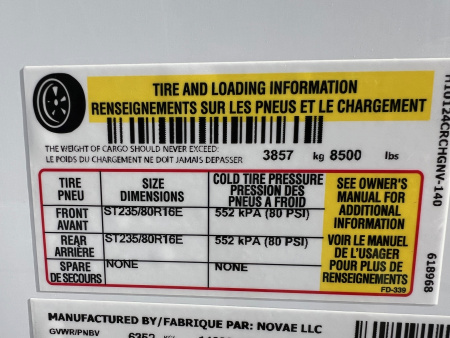 TIRE AND LOADING INFORMATION
RENSEIGNEMENTS SUR LES PNEUS ET LE CHARGEMENT
THE WEIGHT OF CARGO SHOULD NEVER EXCEED:
LE POIDS DU CHARGEMENT NE DOIT JAMAIS DEPASSER 3857 kg 8500 lbs
TIRE
PNEU
SIZE
DIMENSIONS
COLD TIRE PRESSURE
PRESSION DES
PNEUS A FROID
FRONT
AVANT
ST235/80R16E
552 kPA (80 PSI)
REAR
ARRIÈRE
ST235/80R16E
552 kPA (80 PSI)
SPARE
DE SECOURS
NONE
NONE
SEE OWNER'S
MANUAL FOR
ADDITIONAL
INFORMATION
VOIR LE MANUEL
DE L'USAGER
POUR PLUS DE
RENSEIGNEMENTS
FD-339
618968
MANUFACTURED BY/FABRIQUE PAR: NOVAE LLC
GVWR/PNBV